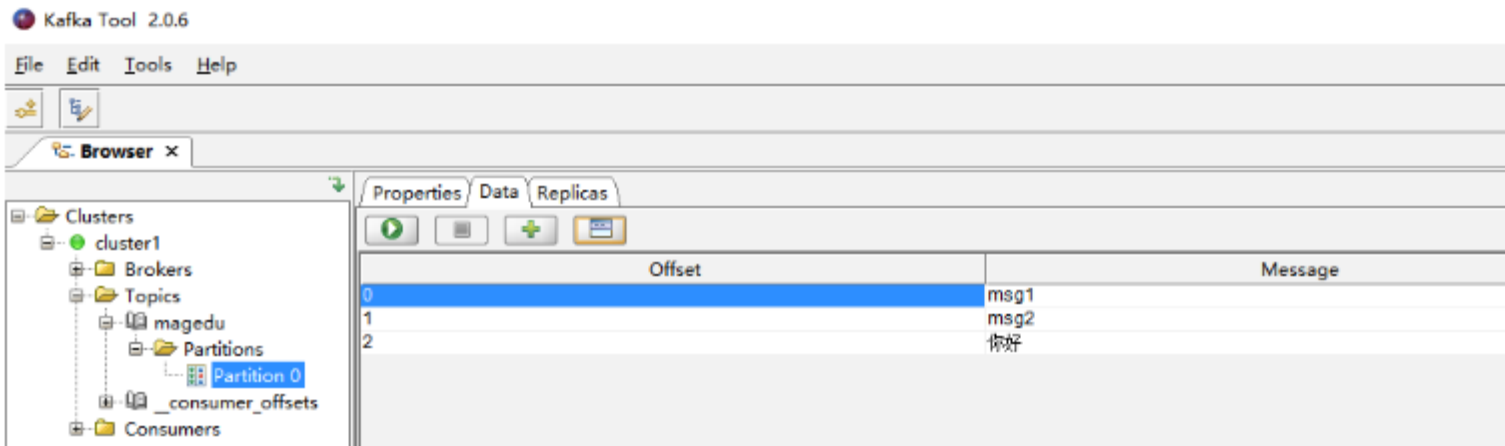 Kafka Tool 2.0.6
File Edit Tools Help
Browser
Properties Data Replicas
Clusters
cluster1
Brokers
Topics
magedu
Partitions
Partition 0
__consumer_offsets
Consumers
Offset Message
0 msg1
1 msg2
2 你好